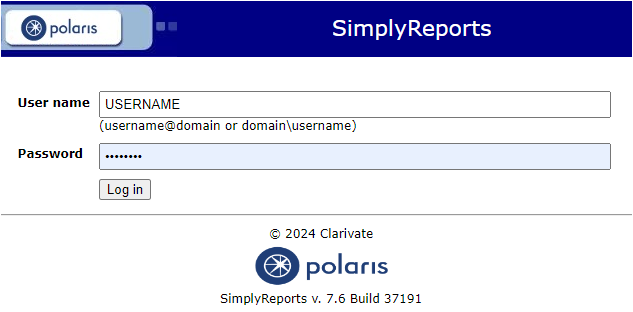 polaris
SimplyReports
User name
USERNAME
(username@domain or domain\username)
Password
••••••••
Log in
© 2024 Clarivate
polaris
SimplyReports v. 7.6 Build 37191